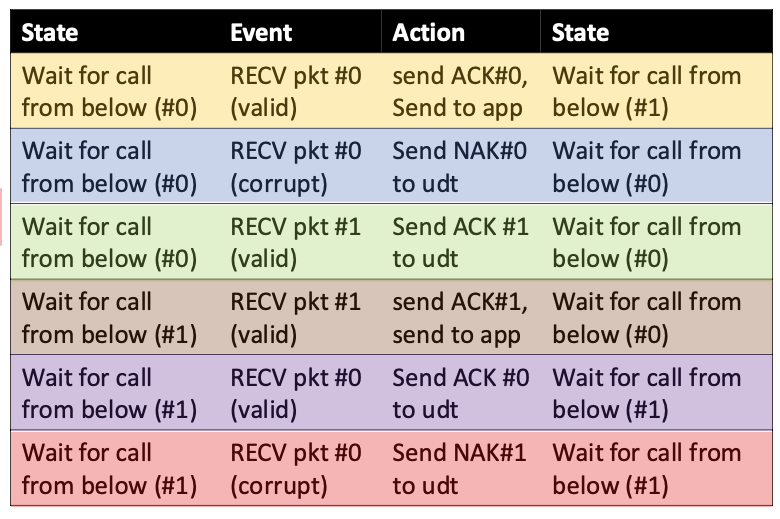 State Event Action State
Wait for call RECV pkt #0 send ACK#0, Wait for call from
from below (#0) (valid) Send to app below (#1)
Wait for call RECV pkt #0 Send NAK#0 Wait for call from
from below (#0) (corrupt) to udt below (#0)
Wait for call RECV pkt #1 Send ACK #1 Wait for call from
from below (#0) (valid) to udt below (#0)
Wait for call RECV pkt #1 send ACK#1, Wait for call from
from below (#1) (valid) send to app below (#0)
Wait for call RECV pkt #0 Send ACK #0 Wait for call from
from below (#1) (valid) to udt below (#1)
Wait for call RECV pkt #0 Send NAK#1 Wait for call from
from below (#1) (corrupt) to udt below (#1)